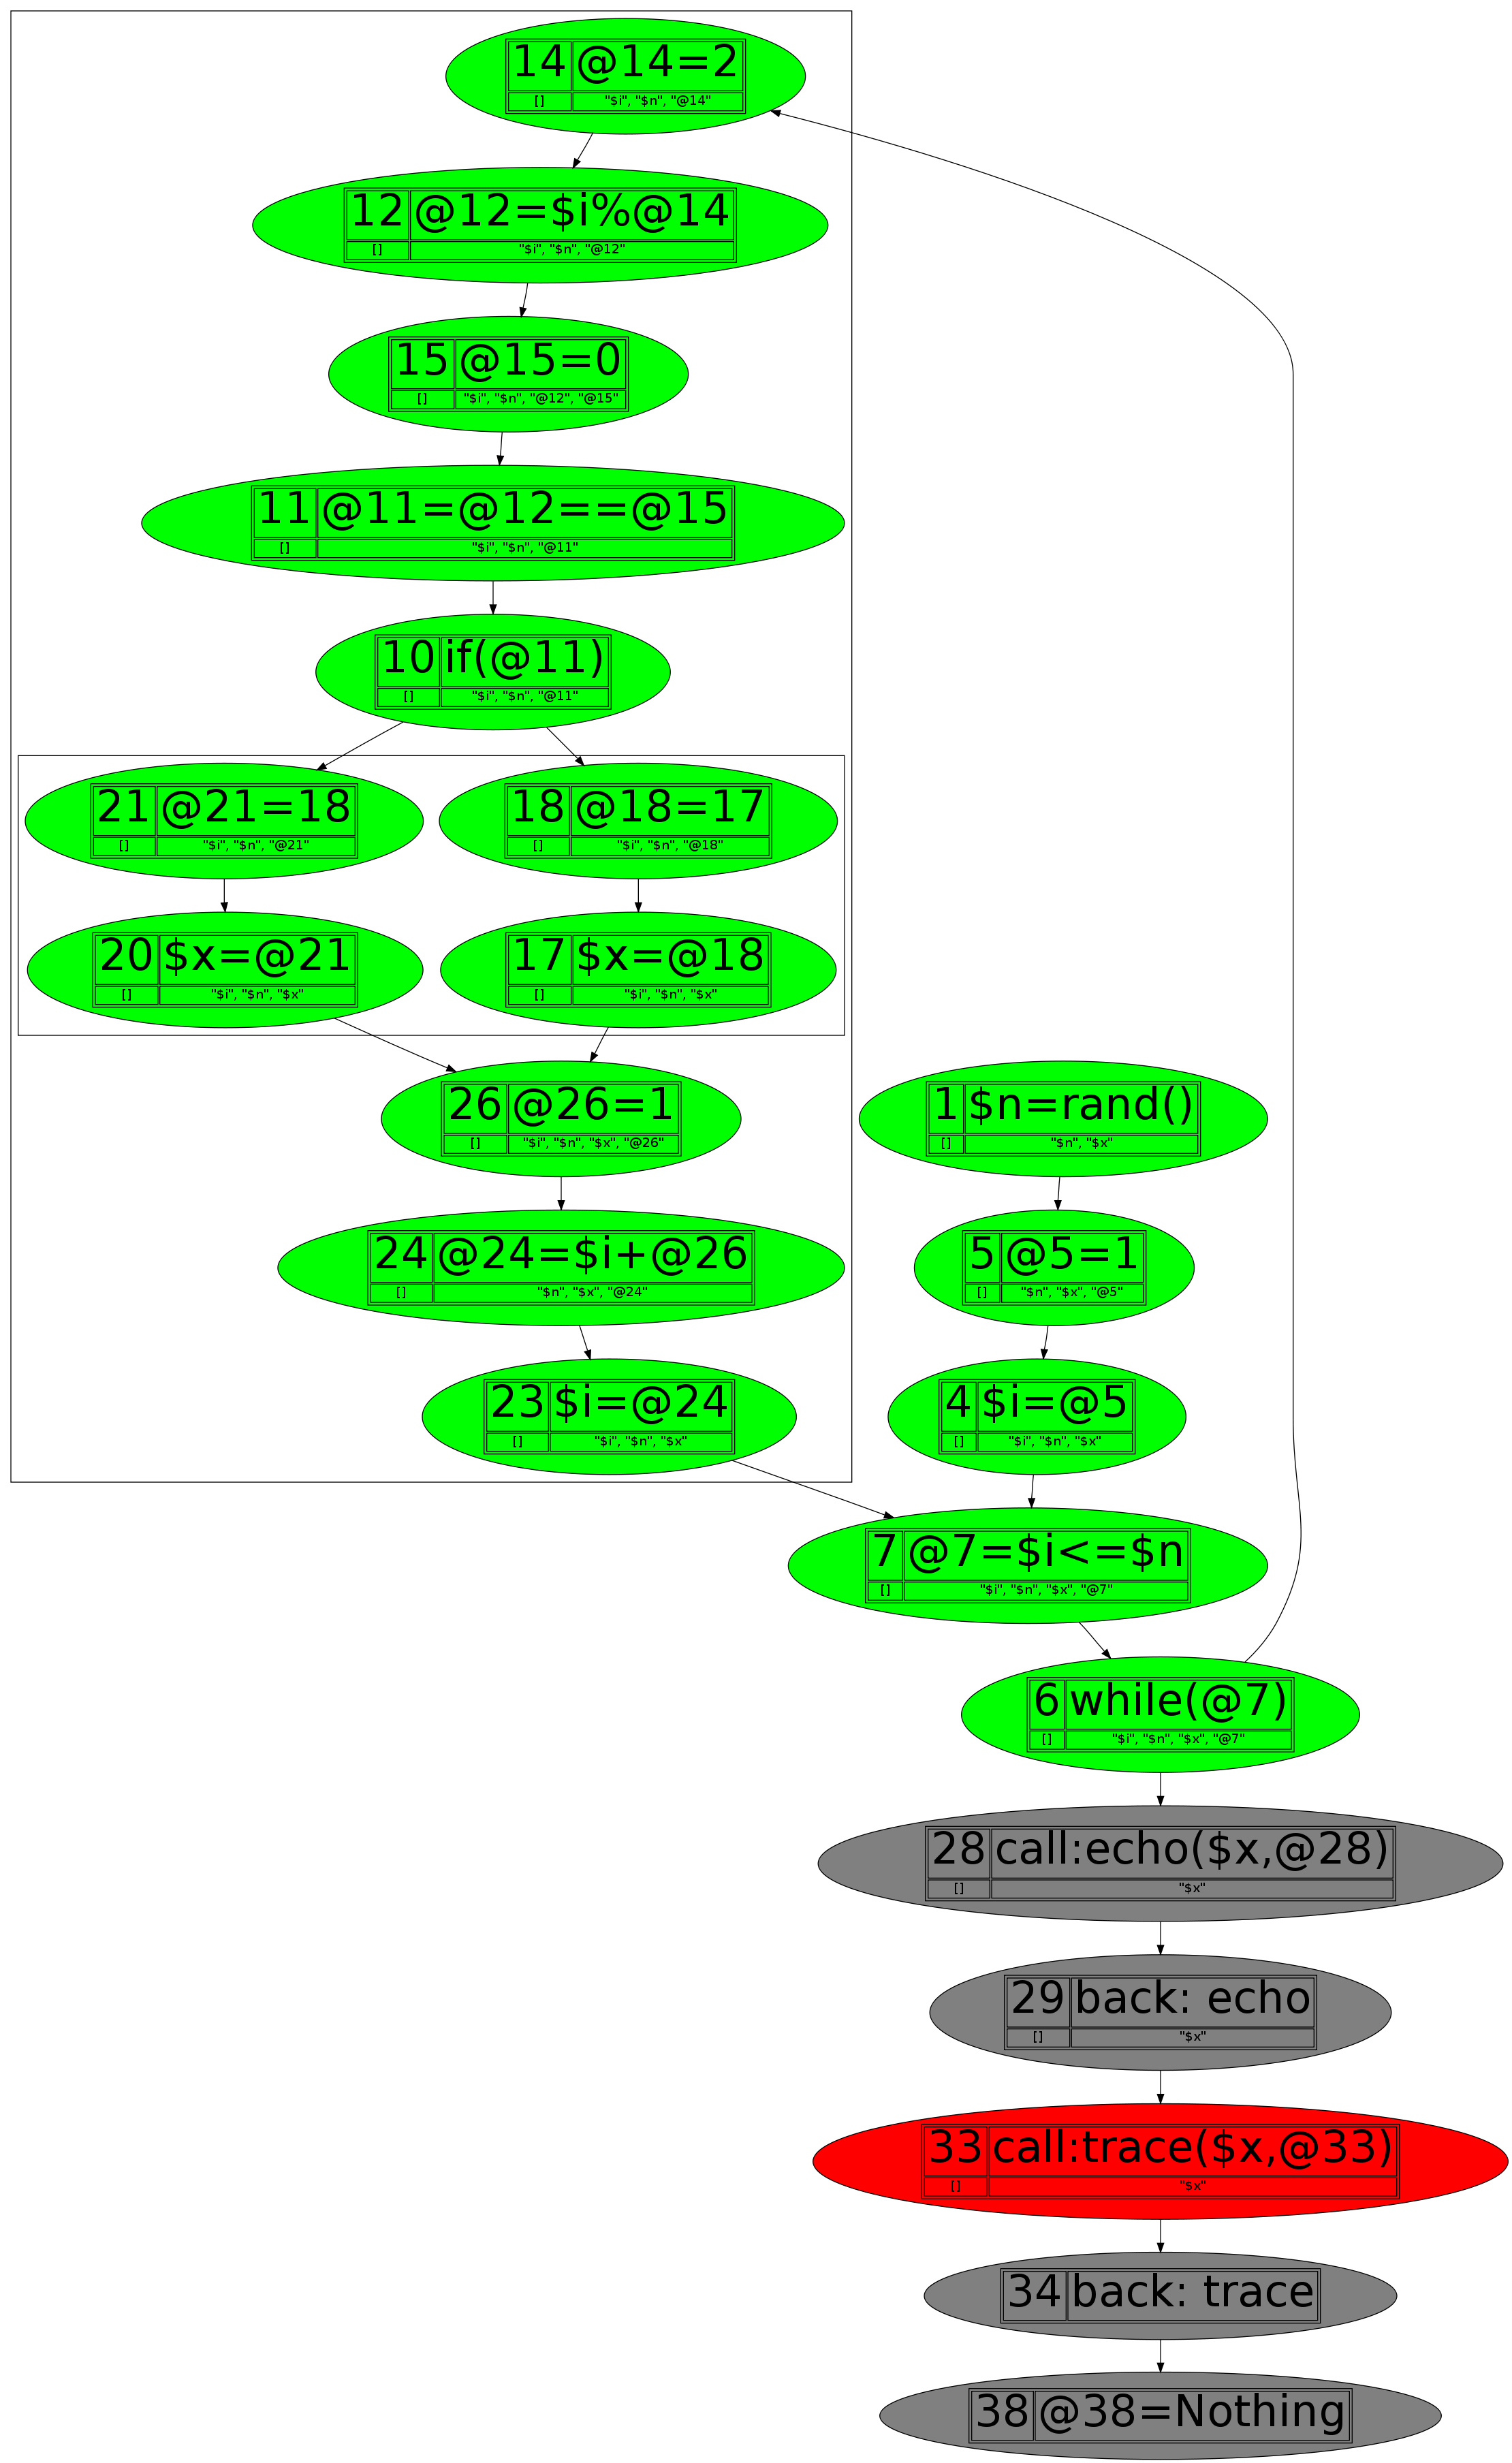 14 @14=2
[] "$i", "$n", "@14"
12 @12=$i%@14
[] "$i", "$n", "@12"
15 @15=0
[] "$i", "$n", "@12", "@15"
11 @11=@12==@15
[] "$i", "$n", "@11"
10 if(@11)
[] "$i", "$n", "@11"
21 @21=18
[] "$i", "$n", "@21"
18 @18=17
[] "$i", "$n", "@18"
20 $x=@21
[] "$i", "$n", "$x"
17 $x=@18
[] "$i", "$n", "$x"
26 @26=1
[] "$i", "$n", "$x", "@26"
1 $n=rand()
[] "$n", "$x"
24 @24=$i+@26
[] "$n", "$x", "@24"
5 @5=1
[] "$n", "$x", "@5"
23 $i=@24
[] "$i", "$n", "$x"
4 $i=@5
[] "$i", "$n", "$x"
7 @7=$i<=$n
[] "$i", "$n", "$x", "@7"
6 while(@7)
[] "$i", "$n", "$x", "@7"
28 call:echo($x,@28)
[] "$x"
29 back: echo
[] "$x"
33 call:trace($x,@33)
[] "$x"
34 back: trace
38 @38=Nothing